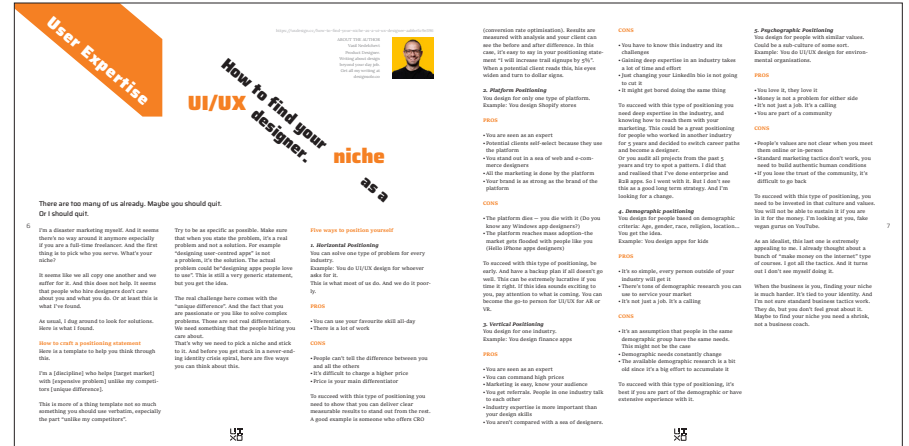 User Expertise
ABOUT THE AUTHOR
Product Designer
Writing about design
beyond your day job.
Get all my writing at
How to find your
UI/UX
niche
as a
designer.
There are too many of us already. Maybe you should quit.
Or I should quit.
6
I'm a disaster marketing myself. And it seems
there's no way around it anymore especially
if you are a full-time freelancer. And the first
thing is to pick who you serve. What's your
niche?
It seems like we all copy one another and we
suffer for it. And this does not help. It seems
that people who hire designers don't care
about you and what you do. Or at least this is
what I've found.
As usual, I dug around to look for solutions.
Here is what I found.
How to craft a positioning statement
Here is a template to help you think through
this.
I'm a [discipline] who helps [target market]
with [expensive problem] unlike my competi-
tors [unique difference].
This is more of a thing template not so much
something you should use verbatim, especially
the part "unlike my competitors".
Try to be as specific as possible. Make sure
that when you state the problem, it's a real
problem and not a solution. For example
"designing user-centred apps" is not
a problem, it's the solution. The actual
problem could be"designing apps people love
to use". This is still a very generic statement,
but you get the idea.
The real challenge here comes with the
"unique difference". And the fact that you
are passionate or you like to solve complex
problems. Those are not real differentiators.
We need something that the people hiring you
care about.
That's why we need to pick a niche and stick
to it. And before you get stuck in a never-end-
ing identity crisis spiral, here are five ways
you can think about this.
Five ways to position yourself
1. Horizontal Positioning
You can solve one type of problem for every
industry.
Example: You do UI/UX design for whoever
asks for it.
This is what most of us do. And we do it poor-
ly.
PROS
• You can use your favourite skill all-day
• There is a lot of work
CONS
• People can't tell the difference between you
and all the others
• It's difficult to charge a higher price
• Price is your main differentiator
To succeed with this type of positioning you
need to show that you can deliver clear
measurable results to stand out from the rest.
A good example is someone who offers CRO
(conversion rate optimisation). Results are
measured with analysis and your client can
see the before and after difference. In this
case, it's easy to say in your positioning state-
ment "I will increase trail signups by 5%".
When a potential client reads this, his eyes
widen and turn to dollar signs.
2. Platform Positioning
You design for only one type of platform.
Example: You design Shopify stores
PROS
• You are seen as an expert
• Potential clients self-select because they use
the platform
• You stand out in a sea of web and e-com-
merce designers
• All the marketing is done by the platform
• Your brand is as strong as the brand of the
platform
CONS
• The platform dies — you die with it (Do you
know any Windows app designers?)
• The platform reaches mass adoption–the
market gets flooded with people like you
(Hello iPhone apps designers)
To succeed with this type of positioning, be
early. And have a backup plan if all doesn't go
well. This can be extremely lucrative if you
time it right. If this idea sounds exciting to
you, pay attention to what is coming. You can
become the go-to person for UI/UX for AR or
VR.
3. Vertical Positioning
You design for one industry.
Example: You design finance apps
PROS
• You are seen as an expert
• You can command high prices
• Marketing is easy, know your audience
• You get referrals. People in one industry talk
to each other
• Industry expertise is more important than
your design skills
• You aren't compared with a sea of designers.
CONS
• You have to know this industry and its
challenges
• Gaining deep expertise in an industry takes
a lot of time and effort
• Just changing your LinkedIn bio is not going
to cut it
• It might get bored doing the same thing
To succeed with this type of positioning you
need deep expertise in the industry, and
knowing how to reach them with your
marketing. This could be a great positioning
for people who worked in another industry
for 5 years and decided to switch career paths
and become a designer.
Or you audit all projects from the past 5
years and try to spot a pattern. I did that
and realised that I've done enterprise and
B2B apps. So I went with it. But I don't see
this as a good long term strategy. And I'm
looking for a change.
4. Demographic positioning
You design for people based on demographic
criteria: Age, gender, race, religion, location...
You get the idea.
Example: You design apps for kids
PROS
• It's so simple, every person outside of your
industry will get it
• There's tons of demographic research you can
use to service your market
• It's not just a job. It's a calling
CONS
• It's an assumption that people in the same
demographic group have the same needs.
This might not be the case
• Demographic needs constantly change
• The available demographic research is a bit
old since it's a big effort to accumulate it
To succeed with this type of positioning, it's
best if you are part of the demographic or have
extensive experience with it.
5. Psychographic Positioning
You design for people with similar values.
Could be a sub-culture of some sort.
Example: You do UI/UX design for environ-
mental organisations.
PROS
• You love it, they love it
• Money is not a problem for either side
• It's not just a job. It's a calling
• You are part of a community
CONS
• People's values are not clear when you meet
them online or in-person
• Standard marketing tactics don't work, you
need to build authentic human conditions
• If you lose the trust of the community, it's
difficult to go back
To succeed with this type of positioning, you
need to be invested in that culture and values.
You will not be able to sustain it if you are
in it for the money. I'm looking at you, fake
vegan gurus on YouTube.
As an idealist, this last one is extremely
appealing to me. I already thought about a
bunch of "make money on the internet" type
of courses. I got all the tactics. And it turns
out I don't see myself doing it.
When the business is you, finding your niche
is much harder. It's tied to your identity. And
I'm not sure standard business tactics work.
They do, but you don't feel great about it.
Maybe to find your niche you need a shrink,
not a business coach.
7
UI
XU
UI
XU